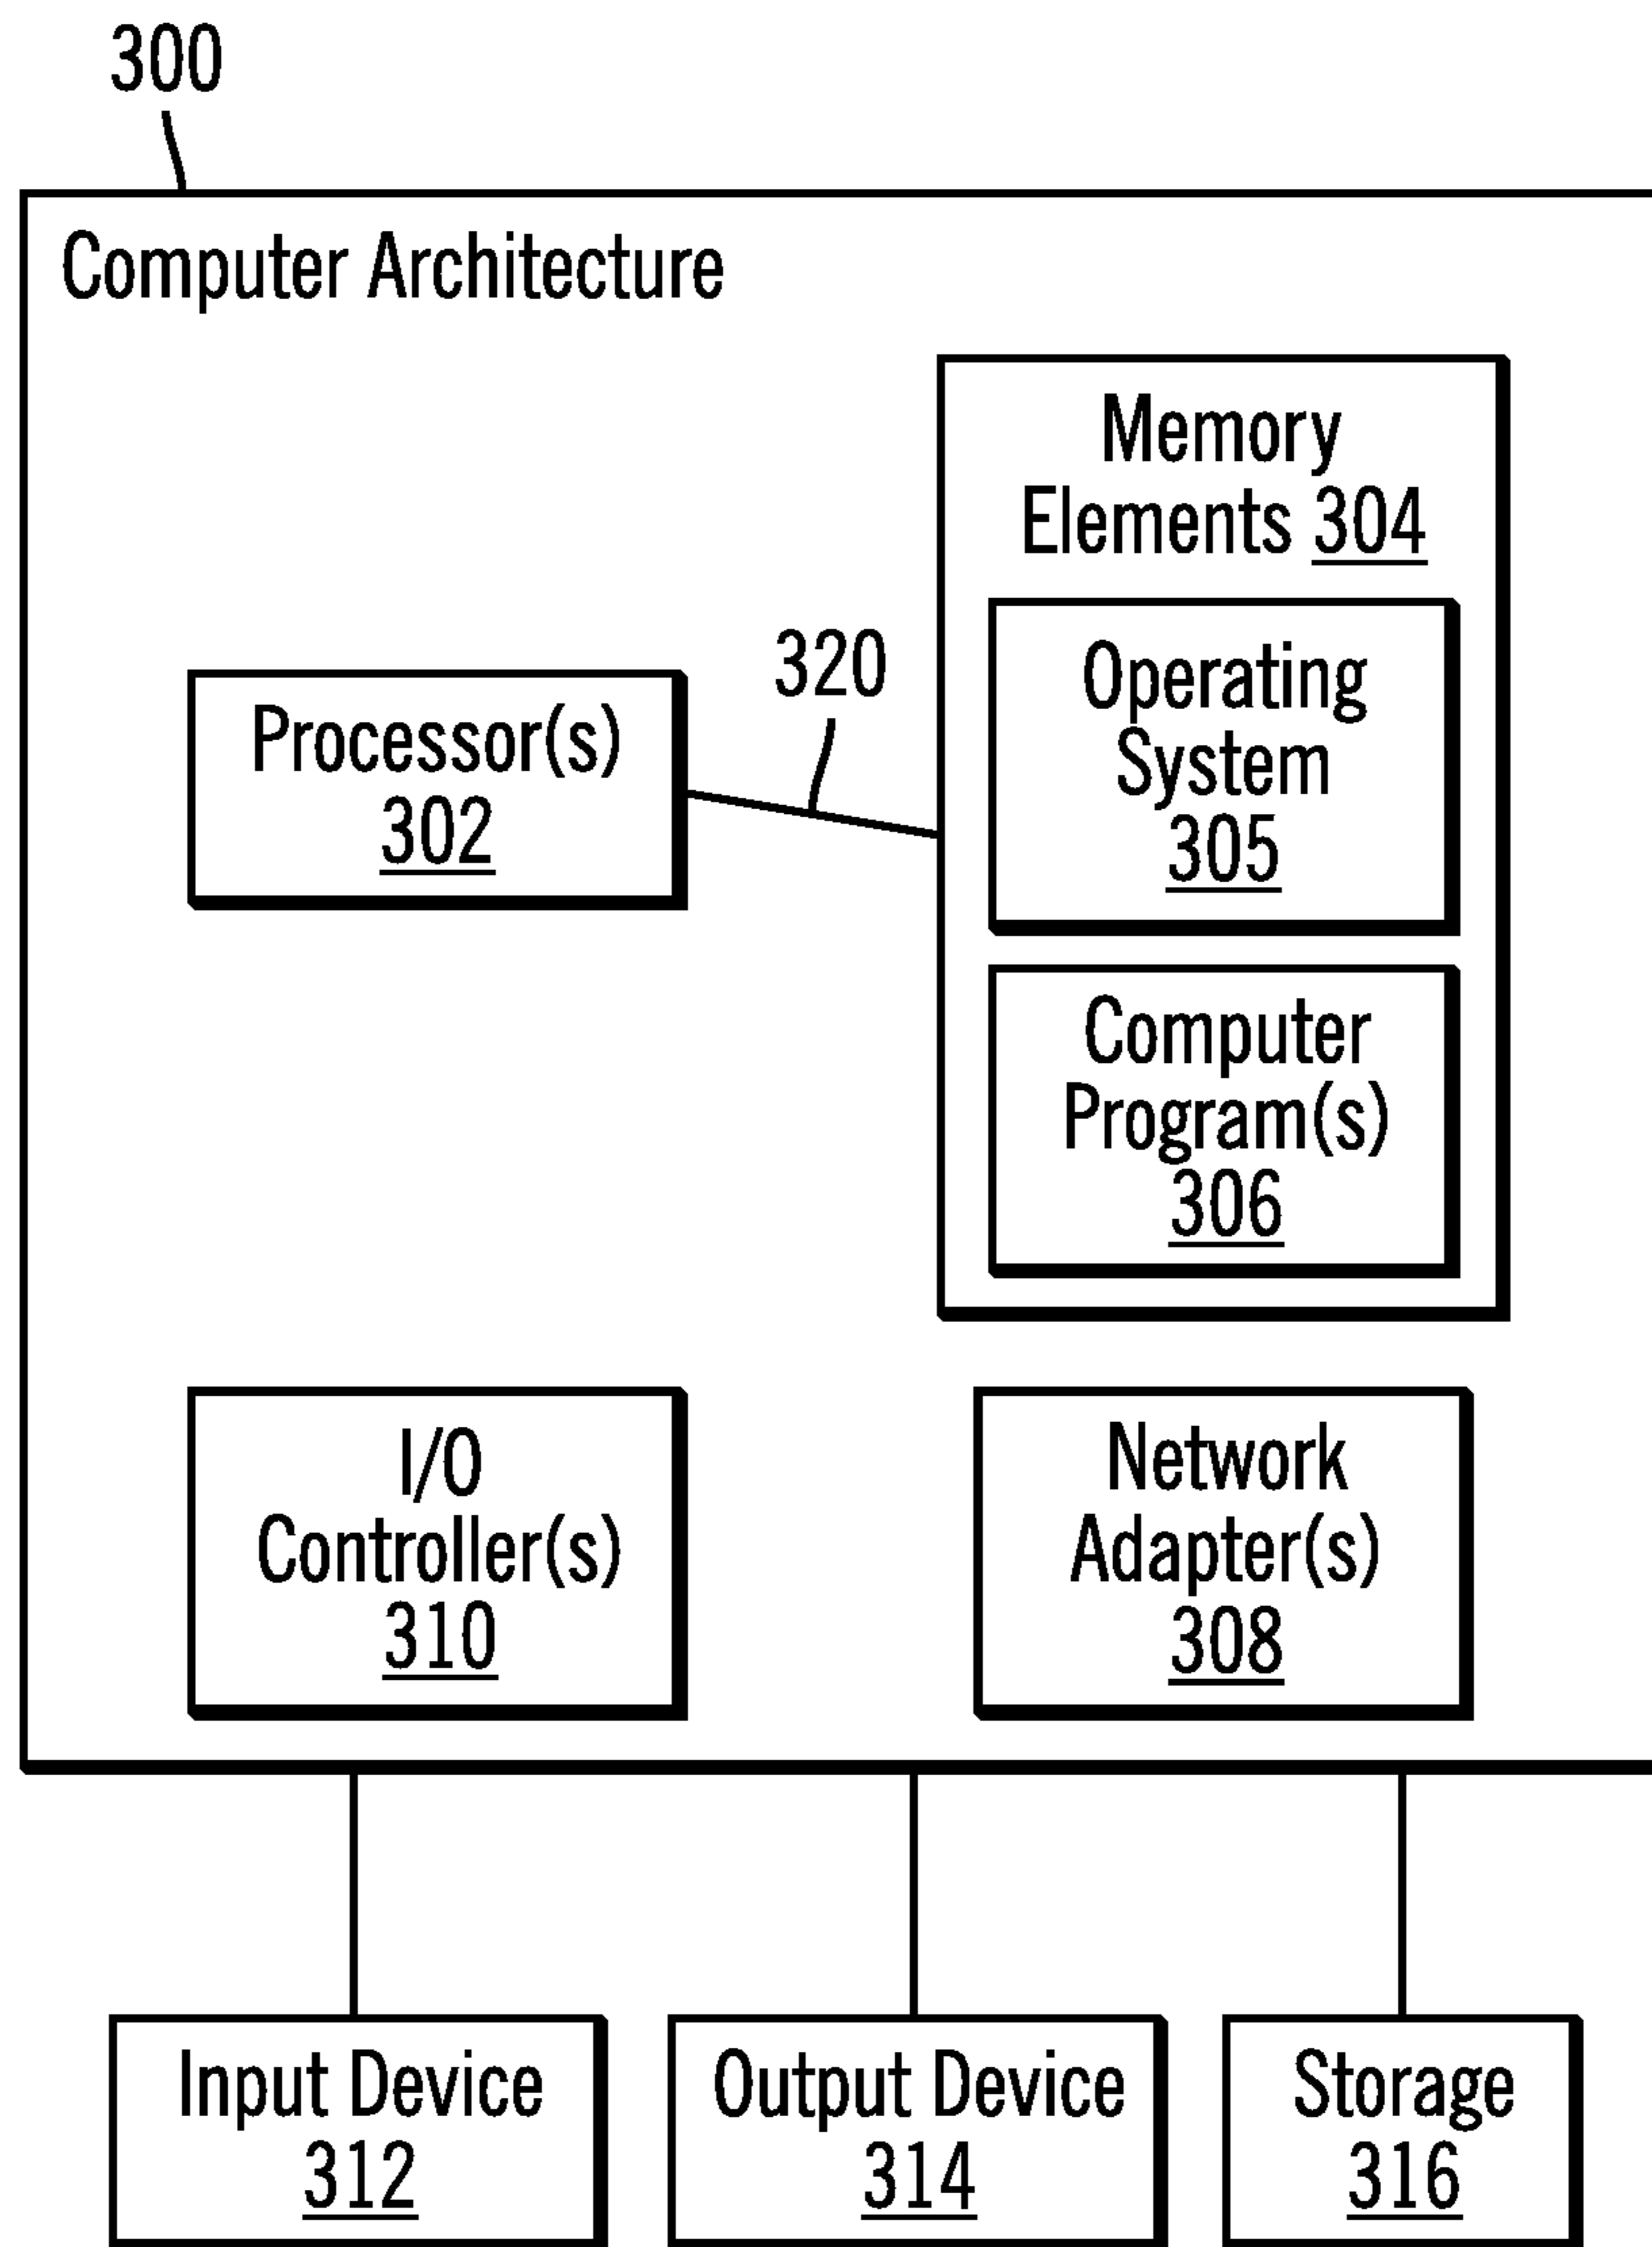 300
Computer Architecture
Memory
Elements 304
320
Operating
System
305
Processor(s)
302
Computer
Program(s)
306
I/O
Controller(s)
310
Network
Adapter(s)
308
Input Device
312
Output Device
314
Storage
316